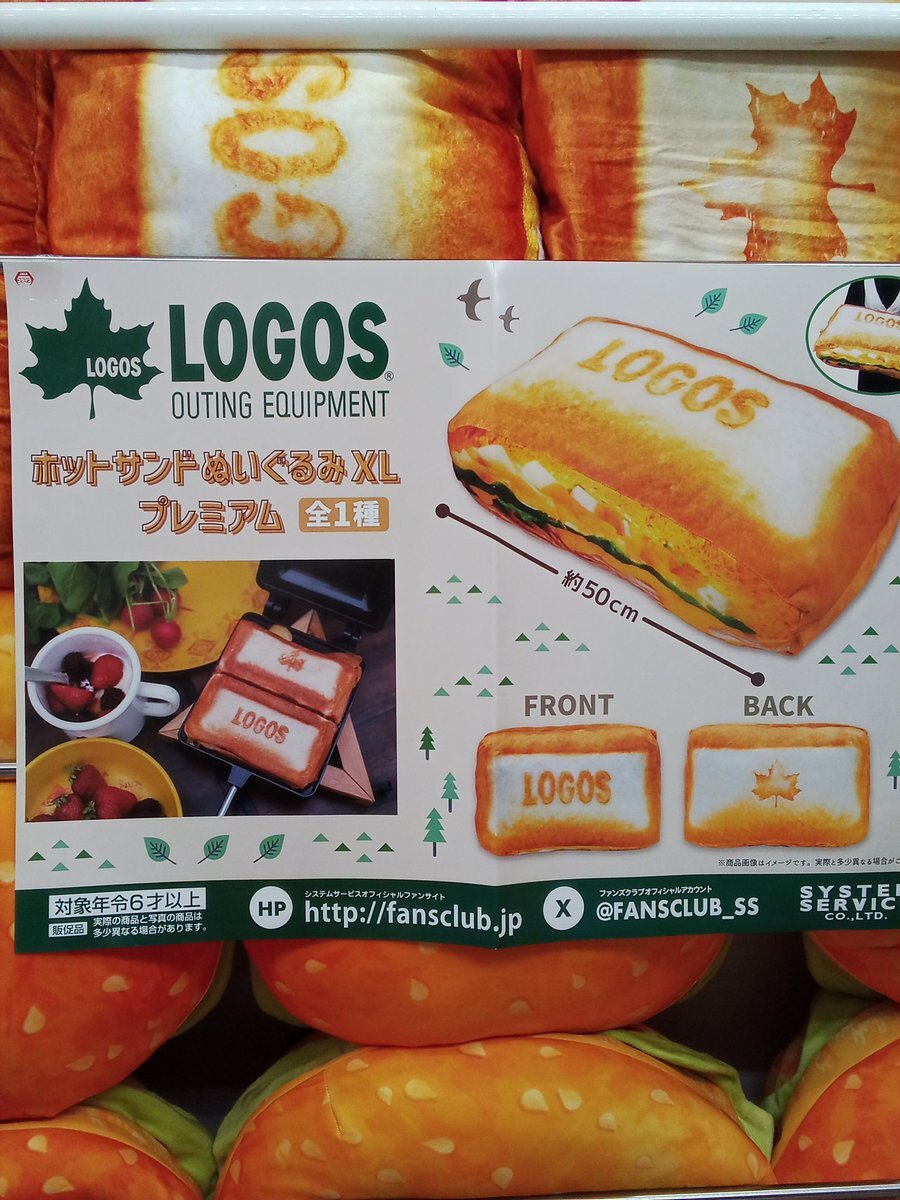 GOS
LOGOS
LOGOS®
OUTING EQUIPMENT
ホットサンドぬいぐるみXL
プレミアム 全1種
LOGOS
LOGOS
約50cm
LOGOS
FRONT
BACK
LOGOS
※商品画像はイメージです。実際と多少異なる場合が
対象年令6才以上
販促品
実際の商品と写真の商品は
多少異なる場合があります。
HP
システムサービスオフィシャルファンサイト
http://fansclub.jp
X
ファンズクラブオフィシャルアカウント
@FANSCLUB_SS
SYSTEM
SERVIC
CO.,LTD.